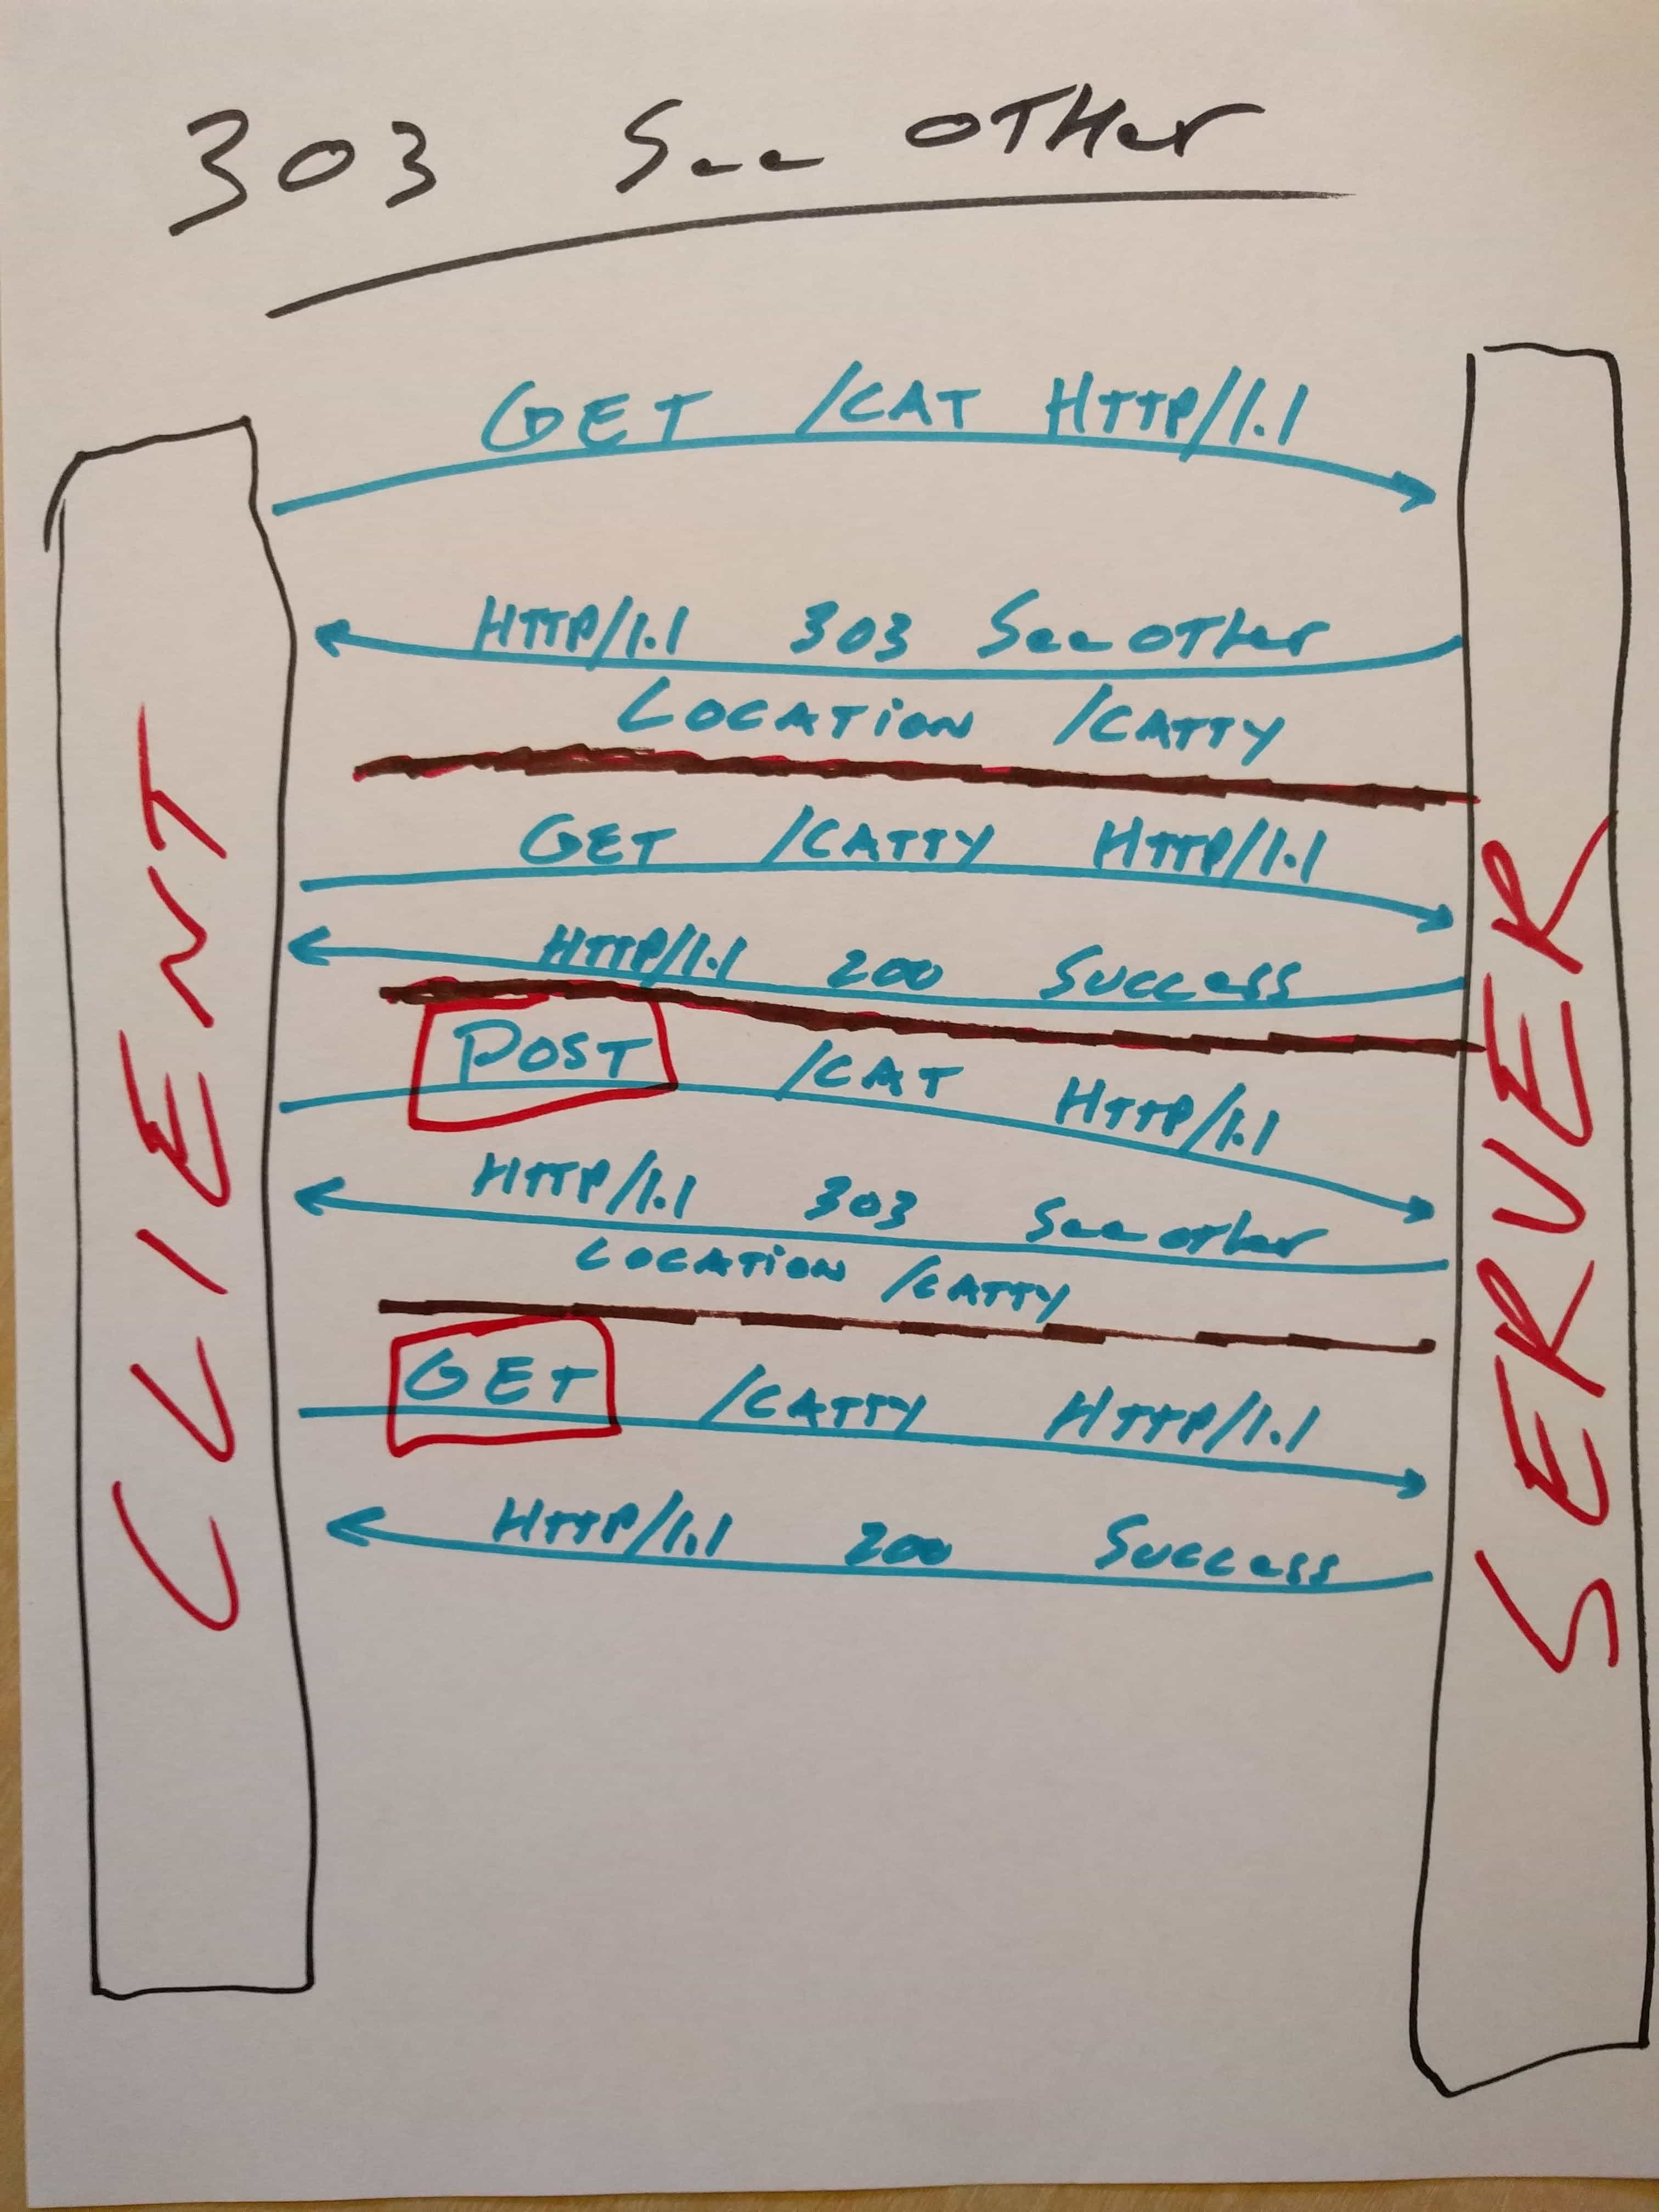 303 See OTHer
GET /CAT HTTP/1.1
HTTP/1.1 303 See OTHer
LOCATiON /CATTY
GET /CATTY HTTP/1.1
HTTP/1.1 200 Success
POST /CAT HTTP/1.1
HTTP/1.1 303 See other
LOCATiON /CATTY
GET /CATTY HTTP/1.1
HTTP/1.1 200 Success
CLIENT
SERVER